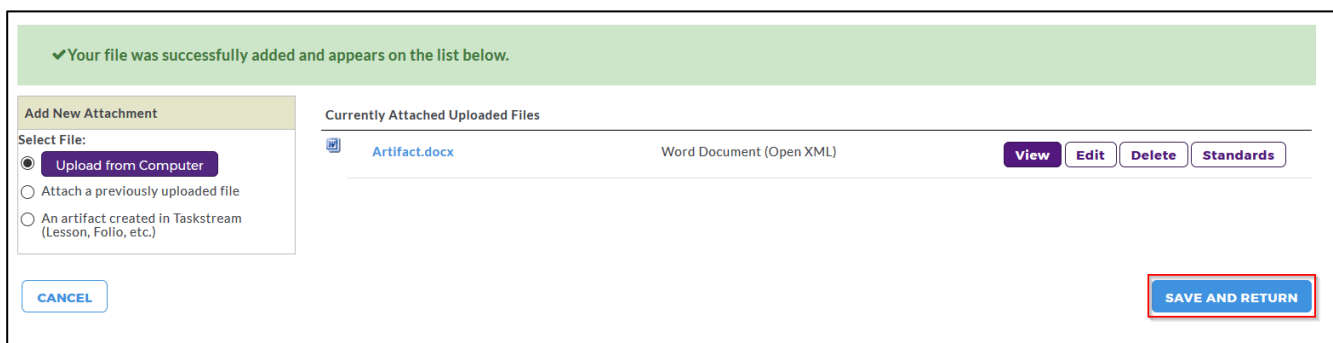 ✔Your file was successfully added and appears on the list below.
Add New Attachment
Select File:
Upload from Computer
Attach a previously uploaded file
An artifact created in Taskstream
(Lesson, Folio, etc.)
Currently Attached Uploaded Files
Artifact.docx Word Document (Open XML) View Edit Delete Standards
CANCEL
SAVE AND RETURN